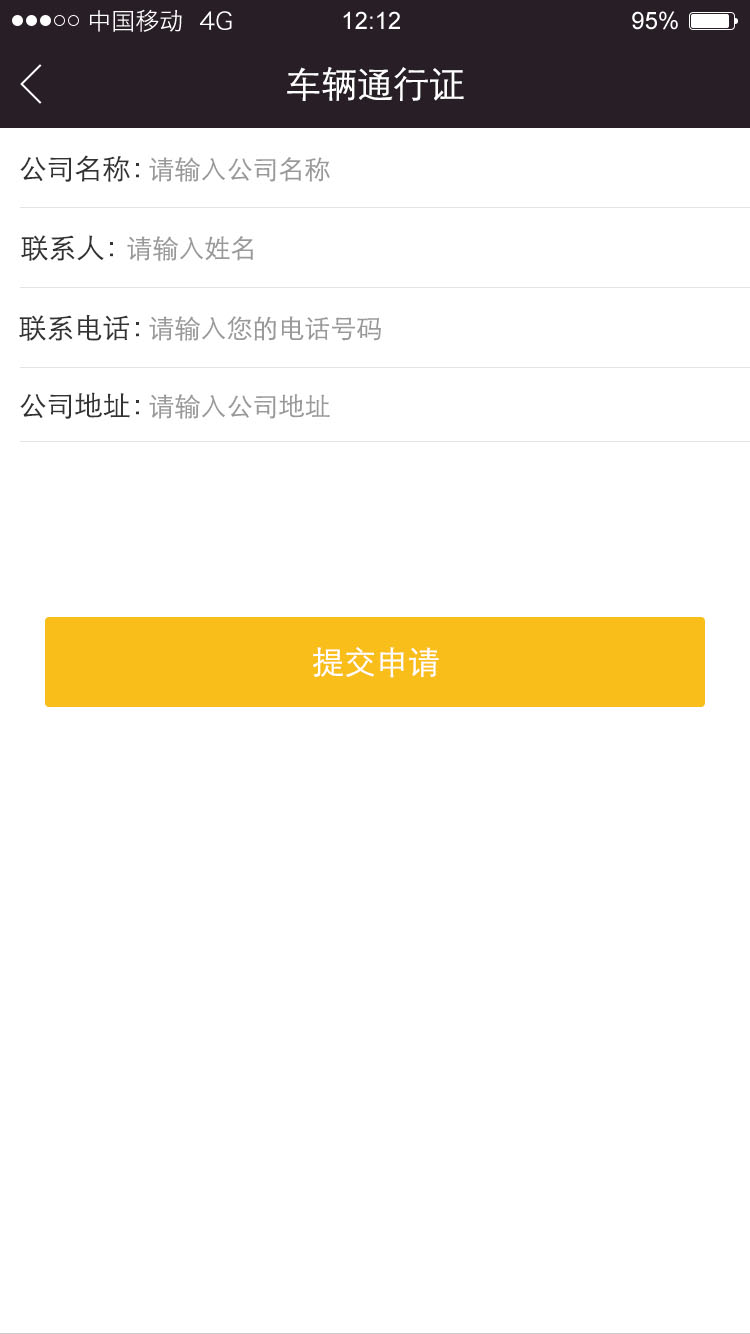 中国移动 4G 12:12 95%
车辆通行证
公司名称: 请输入公司名称
联系人: 请输入姓名
联系电话: 请输入您的电话号码
公司地址: 请输入公司地址
提交申请